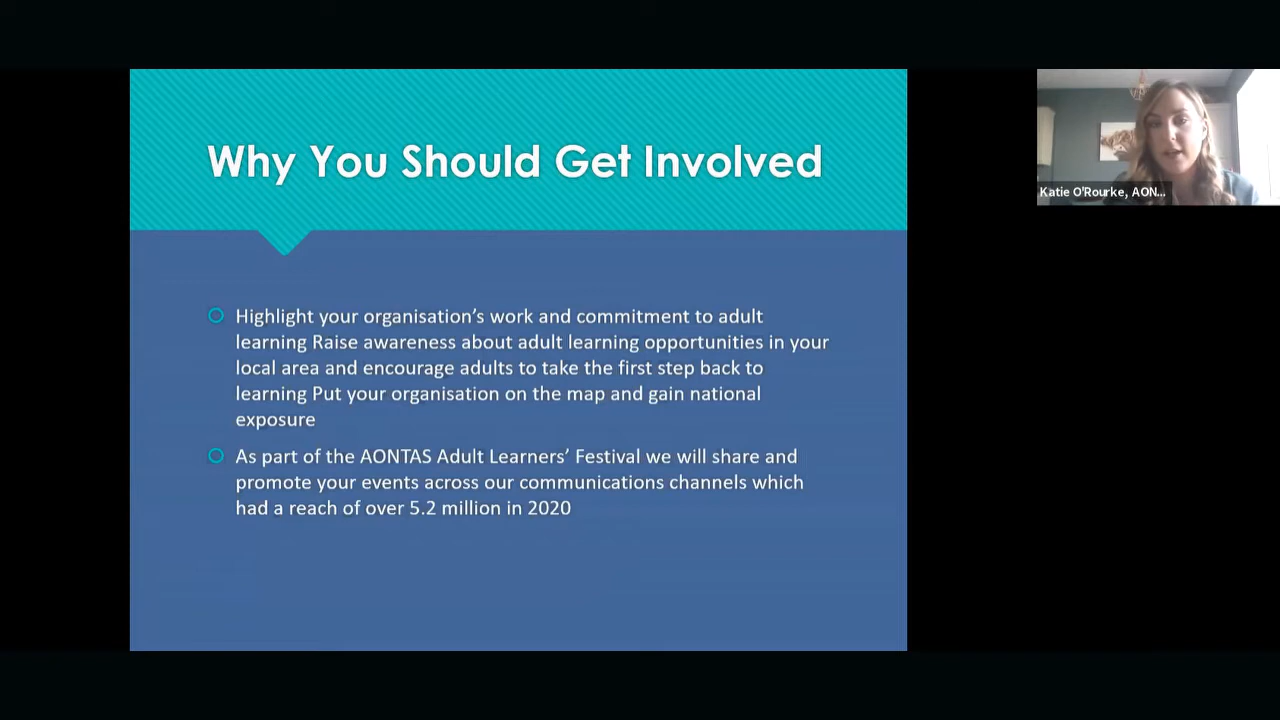 Why You Should Get Involved
Highlight your organisation's work and commitment to adult
learning Raise awareness about adult learning opportunities in your
local area and encourage adults to take the first step back to
learning Put your organisation on the map and gain national
exposure
As part of the AONTAS Adult Learners' Festival we will share and
promote your events across our communications channels which
had a reach of over 5.2 million in 2020
Katie O'Rourke, AON...